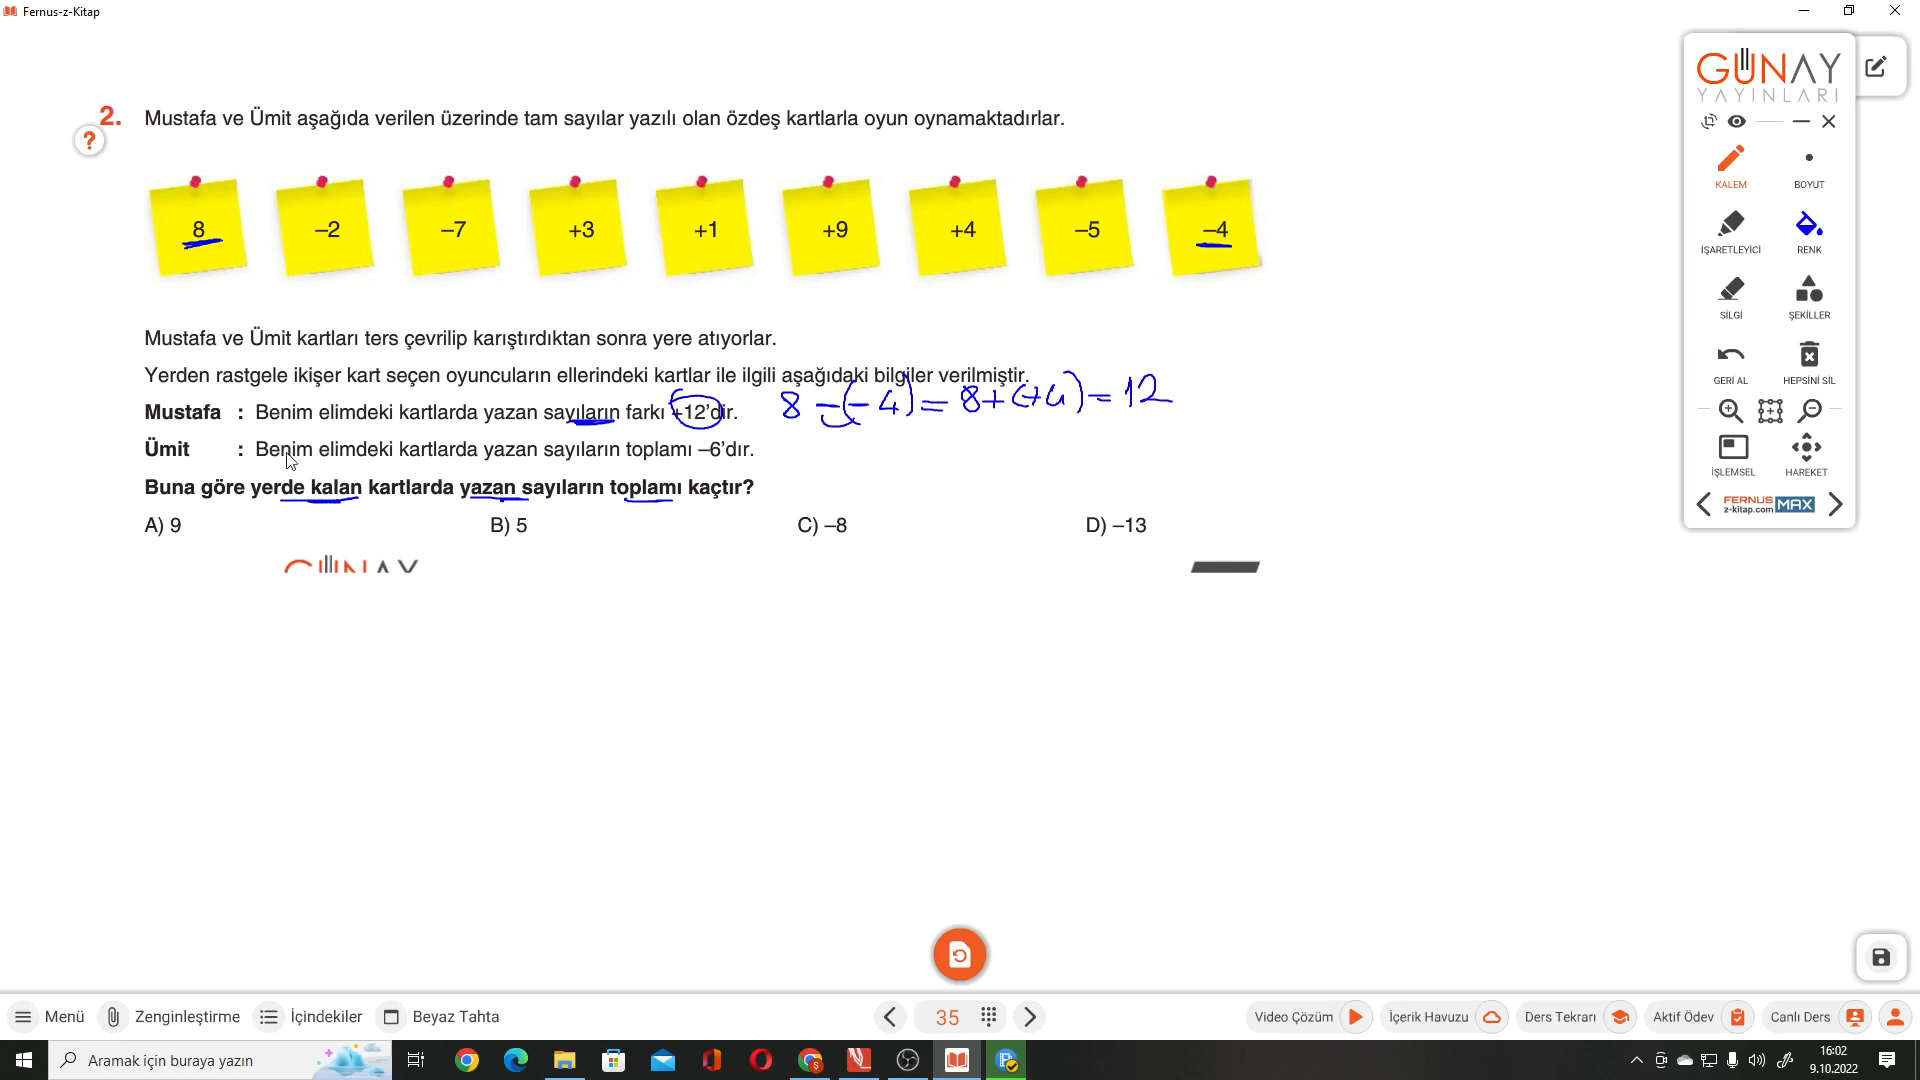 Fernus-z-Kitap
GÜNAY
YAYINLARI
2. Mustafa ve Ümit aşağıda verilen üzerinde tam sayılar yazılı olan özdeş kartlarla oyun oynamaktadırlar.
?
8 –2 –7 +3 +1 +9 +4 –5 –4
Mustafa ve Ümit kartları ters çevrilip karıştırdıktan sonra yere atıyorlar.
Yerden rastgele ikişer kart seçen oyuncuların ellerindeki kartlar ile ilgili aşağıdaki bilgiler verilmiştir.
Mustafa : Benim elimdeki kartlarda yazan sayıların farkı +12’dir. 8 - (- 4) = 8 + (+4) = 12
Ümit : Benim elimdeki kartlarda yazan sayıların toplamı –6’dır.
Buna göre yerde kalan kartlarda yazan sayıların toplamı kaçtır?
A) 9 B) 5 C) –8 D) –13
GÜNAY
KALEM BOYUT
İŞARETLEYİCİ RENK
SİLGİ ŞEKİLLER
GERİ AL HEPSİNİ SİL
İŞLEMSEL HAREKET
FERNUS
z-kitap.com MAX
Menü Zenginleştirme İçindekiler Beyaz Tahta 35 Video Çözüm İçerik Havuzu Ders Tekrarı Aktif Ödev Canlı Ders
Aramak için buraya yazın
16:02
9.10.2022